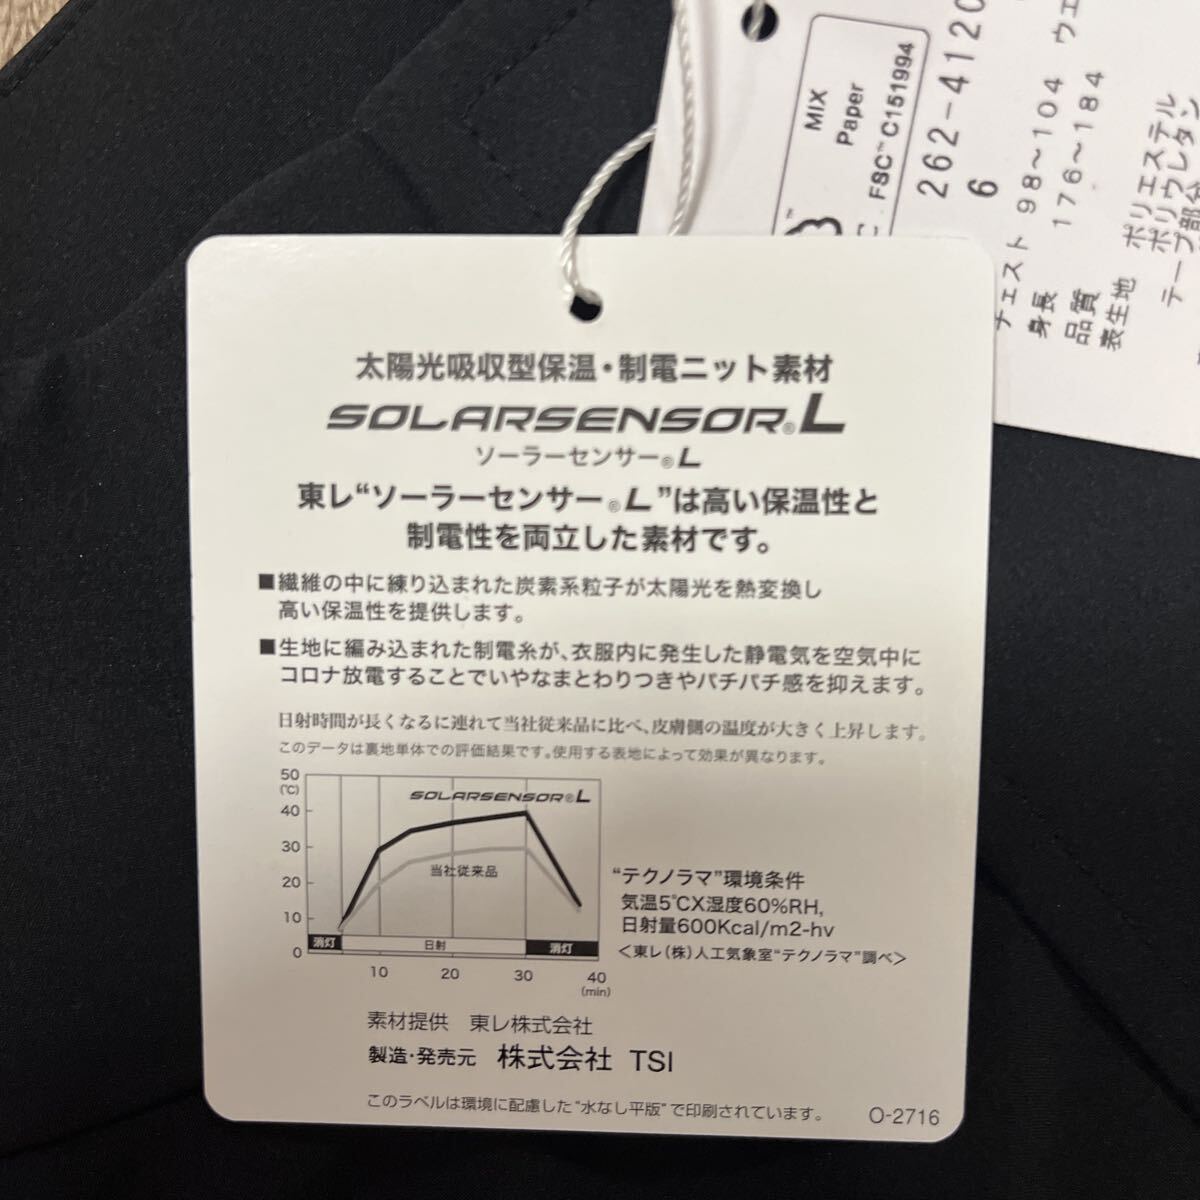 MIX
Paper
FSC™ C151994
262-4120
6
チェスト 98〜104 ウエ
身長 176〜184
品質
表生地 ポリエステル
ポリウレタン
テープ部分
太陽光吸収型保温・制電ニット素材
SOLARSENSOR®L
ソーラーセンサー®L
東レ“ソーラーセンサー®L”は高い保温性と
制電性を両立した素材です。
■繊維の中に練り込まれた炭素系粒子が太陽光を熱変換し
高い保温性を提供します。
■生地に編み込まれた制電糸が、衣服内に発生した静電気を空気中に
コロナ放電することでいやなまとわりつきやパチパチ感を抑えます。
日射時間が長くなるに連れて当社従来品に比べ、皮膚側の温度が大きく上昇します。
このデータは裏地単体での評価結果です。使用する表地によって効果が異なります。
50
(℃)
40
30
20
10
0
SOLARSENSOR®L
当社従来品
消灯 日射 消灯
10 20 30 40
(min)
“テクノラマ”環境条件
気温5℃X湿度60%RH,
日射量600Kcal/m2-hv
<東レ(株)人工気象室“テクノラマ”調べ>
素材提供 東レ株式会社
製造・発売元 株式会社 TSI
このラベルは環境に配慮した“水なし平版”で印刷されています。
O-2716